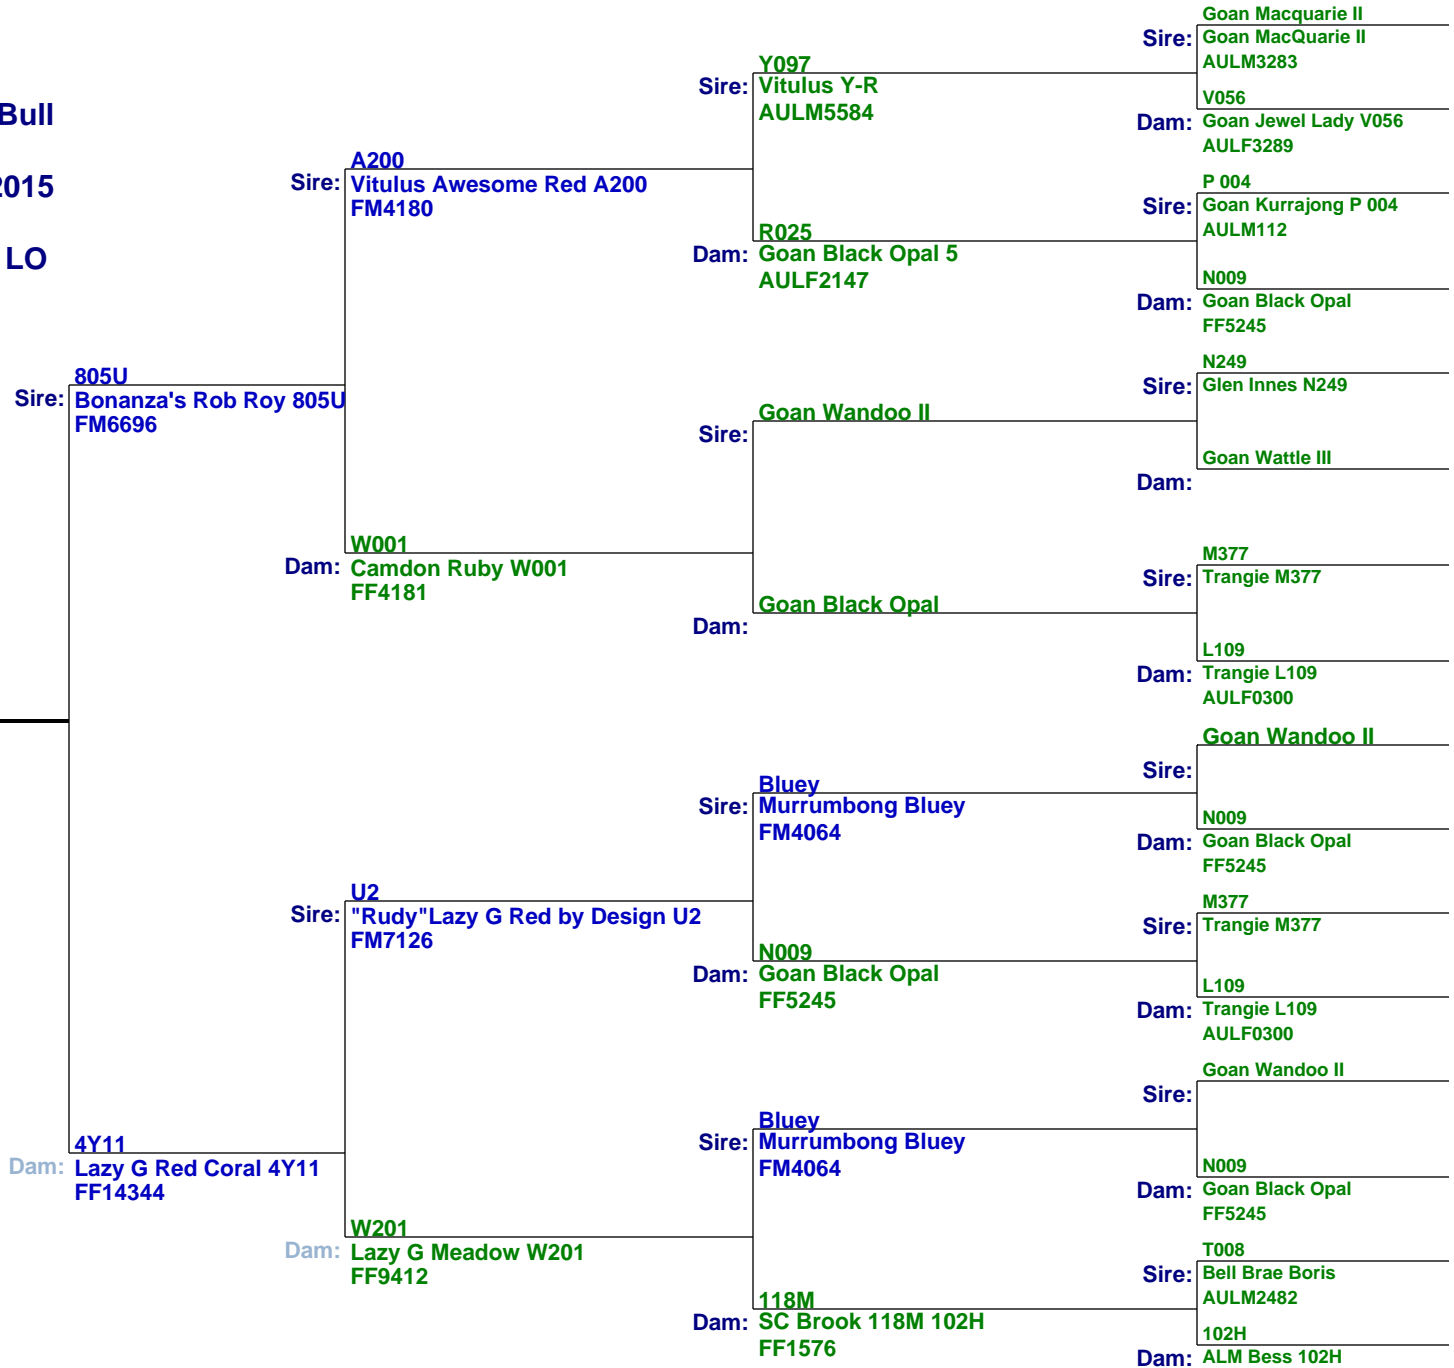 Bull
2015
LO
Sire:
805U
Bonanza's Rob Roy 805U
FM6696
Dam:
4Y11
Lazy G Red Coral 4Y11
FF14344
Sire:
A200
Vitulus Awesome Red A200
FM4180
Dam:
W001
Camdon Ruby W001
FF4181
Sire:
U2
"Rudy"Lazy G Red by Design U2
FM7126
Dam:
W201
Lazy G Meadow W201
FF9412
Sire:
Y097
Vitulus Y-R
AULM5584
Dam:
R025
Goan Black Opal 5
AULF2147
Sire:
Goan Wandoo II
Dam:
Goan Black Opal
Sire:
Bluey
Murrumbong Bluey
FM4064
Dam:
N009
Goan Black Opal
FF5245
Sire:
Bluey
Murrumbong Bluey
FM4064
Dam:
118M
SC Brook 118M 102H
FF1576
Sire:
Goan Macquarie II
Goan MacQuarie II
AULM3283
Dam:
V056
Goan Jewel Lady V056
AULF3289
Sire:
P 004
Goan Kurrajong P 004
AULM112
Dam:
N009
Goan Black Opal
FF5245
Sire:
N249
Glen Innes N249
Dam:
Goan Wattle III
Sire:
M377
Trangie M377
Dam:
L109
Trangie L109
AULF0300
Sire:
Goan Wandoo II
Dam:
N009
Goan Black Opal
FF5245
Sire:
M377
Trangie M377
Dam:
L109
Trangie L109
AULF0300
Sire:
Goan Wandoo II
Dam:
N009
Goan Black Opal
FF5245
Sire:
T008
Bell Brae Boris
AULM2482
Dam:
102H
ALM Bess 102H